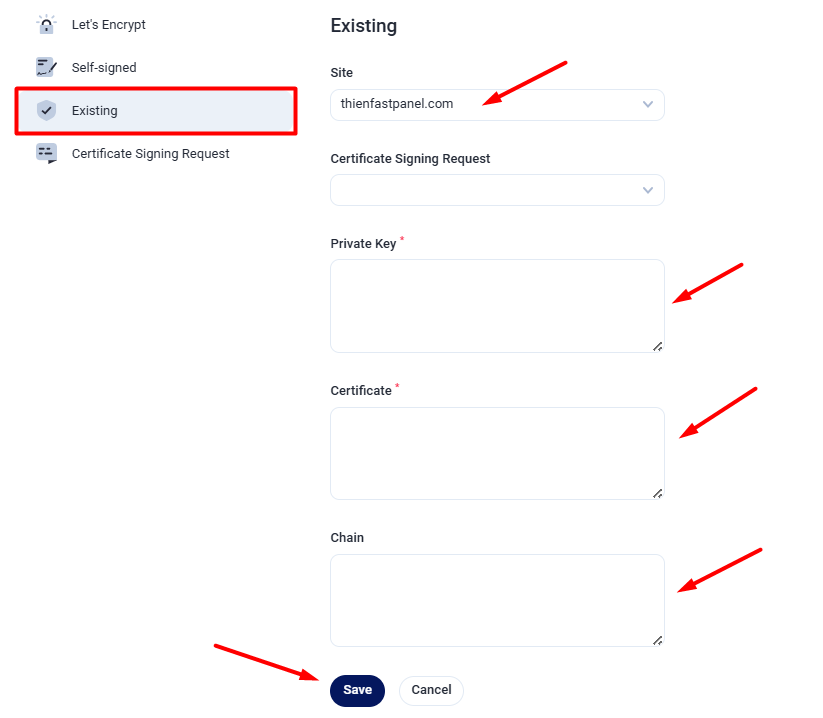 Let's Encrypt
Self-signed
Existing
Certificate Signing Request
Existing
Site
thienfastpanel.com
Certificate Signing Request
Private Key *
Certificate *
Chain
Save
Cancel